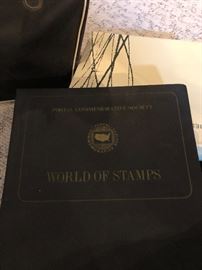 POSTAL COMMEMORATIVE SOCIETY
WORLD OF STAMPS